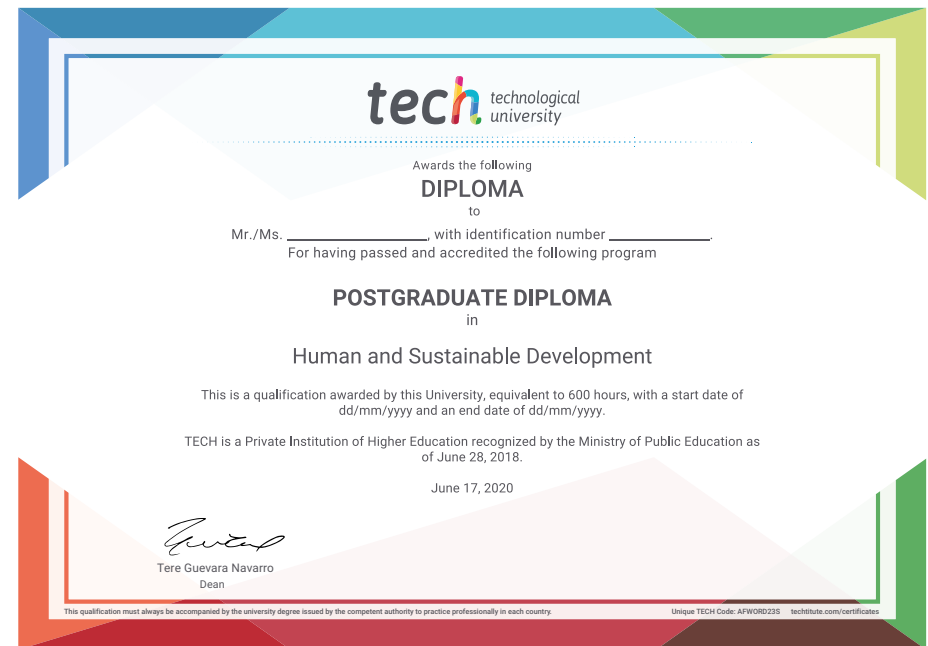 tech technological
university
Awards the following
DIPLOMA
to
Mr./Ms. ____________, with identification number ____________.
For having passed and accredited the following program
POSTGRADUATE DIPLOMA
in
Human and Sustainable Development
This is a qualification awarded by this University, equivalent to 600 hours, with a start date of
dd/mm/yyyy and an end date of dd/mm/yyyy.
TECH is a Private Institution of Higher Education recognized by the Ministry of Public Education as
of June 28, 2018.
June 17, 2020
Tere Guevara Navarro
Dean
This qualification must always be accompanied by the university degree issued by the competent authority to practice professionally in each country. Unique TECH Code: AFWORD23S techtitute.com/certificates